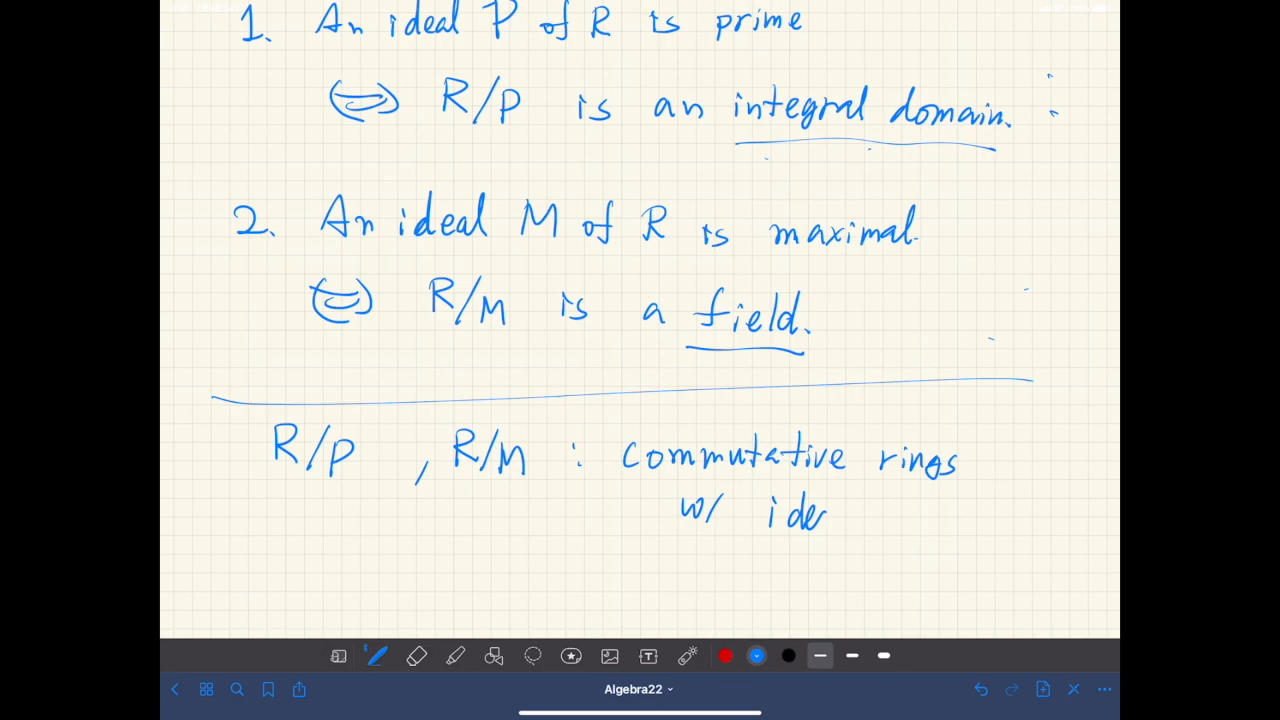 1. An ideal P of R is prime
⟺ R/P is an integral domain.
2. An ideal M of R is maximal.
⟺ R/M is a field.
R/P , R/M : commutative rings
w/ ide
Algebra22